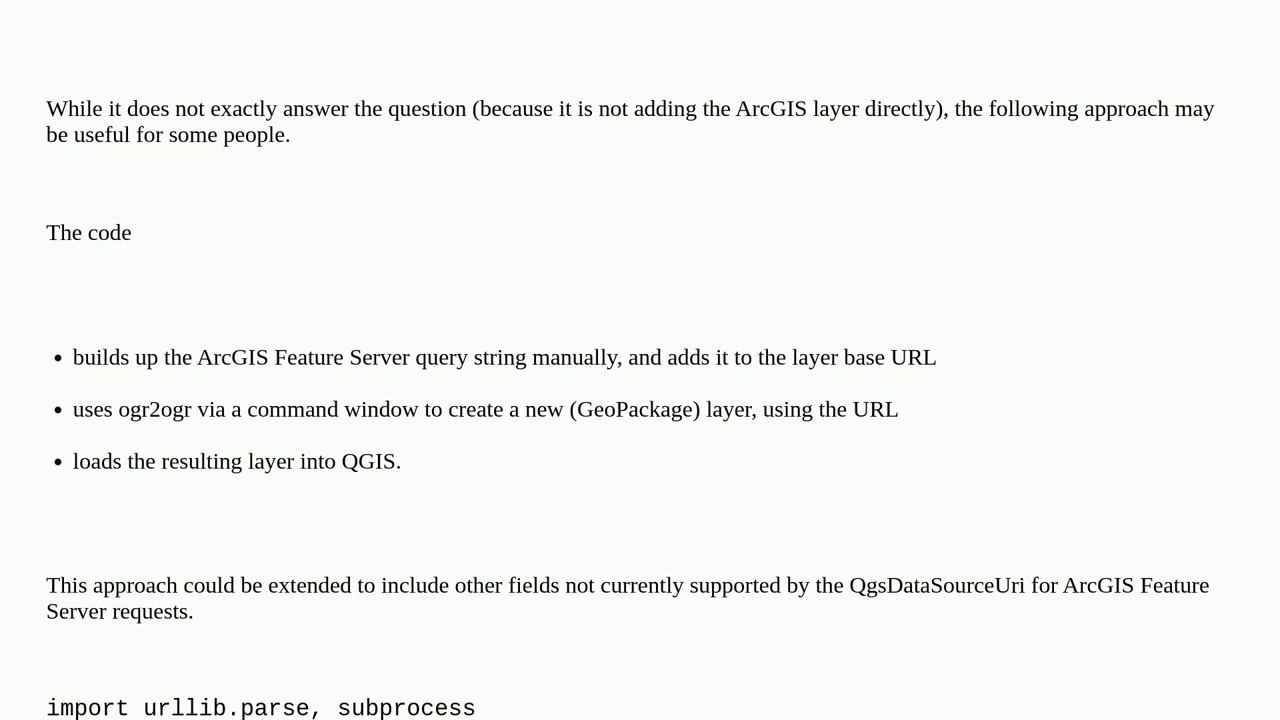 While it does not exactly answer the question (because it is not adding the ArcGIS layer directly), the following approach may
be useful for some people.
The code
• builds up the ArcGIS Feature Server query string manually, and adds it to the layer base URL
• uses ogr2ogr via a command window to create a new (GeoPackage) layer, using the URL
• loads the resulting layer into QGIS.
This approach could be extended to include other fields not currently supported by the QgsDataSourceUri for ArcGIS Feature
Server requests.
import urllib.parse, subprocess